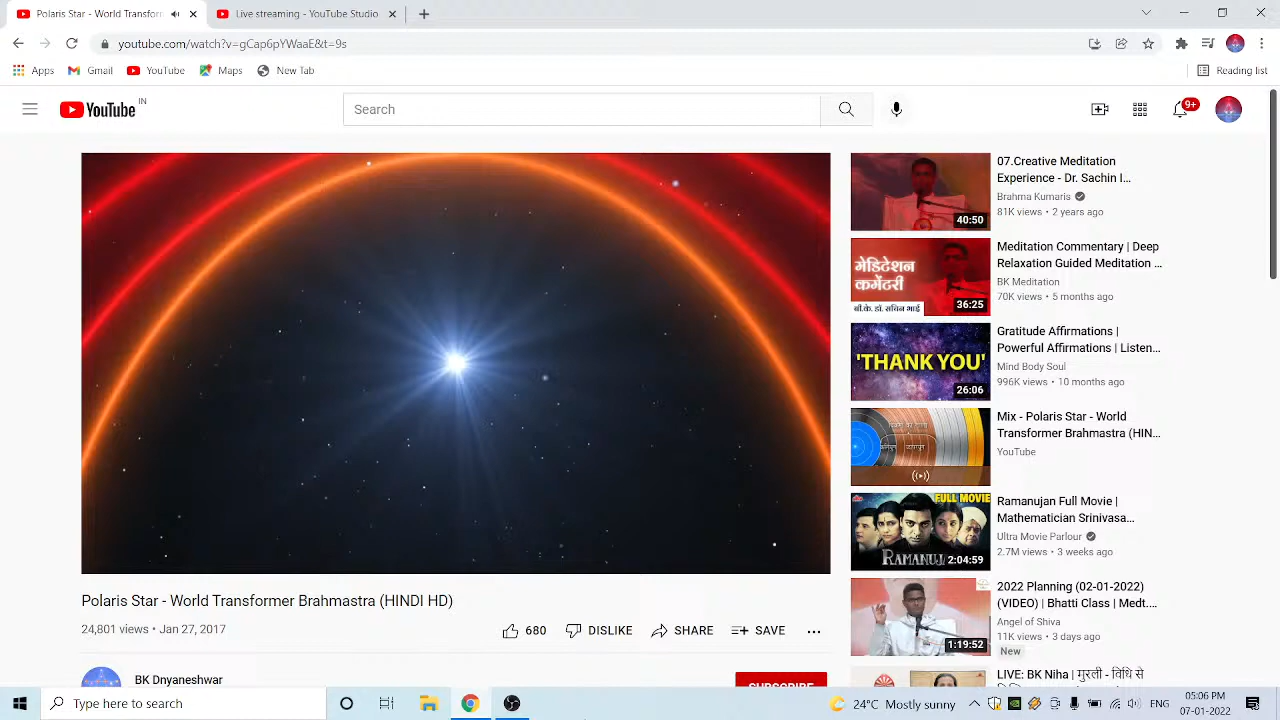 Polaris Star - World Transform
Live streaming - YouTube Studio
youtube.com/watch?v=gCap6pYWaaE&t=9s
Apps
Gmail
YouTube
Maps
New Tab
Reading list
YouTube IN
Search
9+
07.Creative Meditation
Experience - Dr. Sachin I...
Brahma Kumaris
81K views • 2 years ago
40:50
मेडिटेशन
कमेंटरी
बी.के. डॉ. सचिन भाई
36:25
Meditation Commentary | Deep
Relaxation Guided Meditation ...
BK Meditation
70K views • 5 months ago
'THANK YOU'
26:06
Gratitude Affirmations |
Powerful Affirmations | Listen...
Mind Body Soul
996K views • 10 months ago
Mix - Polaris Star - World
Transformer Brahmastra (HIN...
YouTube
FULL MOVIE
RAMANUJ
2:04:59
Ramanujan Full Movie |
Mathematician Srinivasa...
Ultra Movie Parlour
2.7M views • 3 weeks ago
1:19:52
2022 Planning (02-01-2022)
(VIDEO) | Bhatti Class | Medt....
Angel of Shiva
11K views • 3 days ago
New
LIVE: BK Niha | मुरली - विधि से
Polaris Star - World Transformer Brahmastra (HINDI HD)
24,801 views • Jan 27, 2017
680
DISLIKE
SHARE
SAVE
BK Dnyaneshwar
SUBSCRIBE
Type here to search
24°C Mostly sunny
05:06 PM
07-01-2022